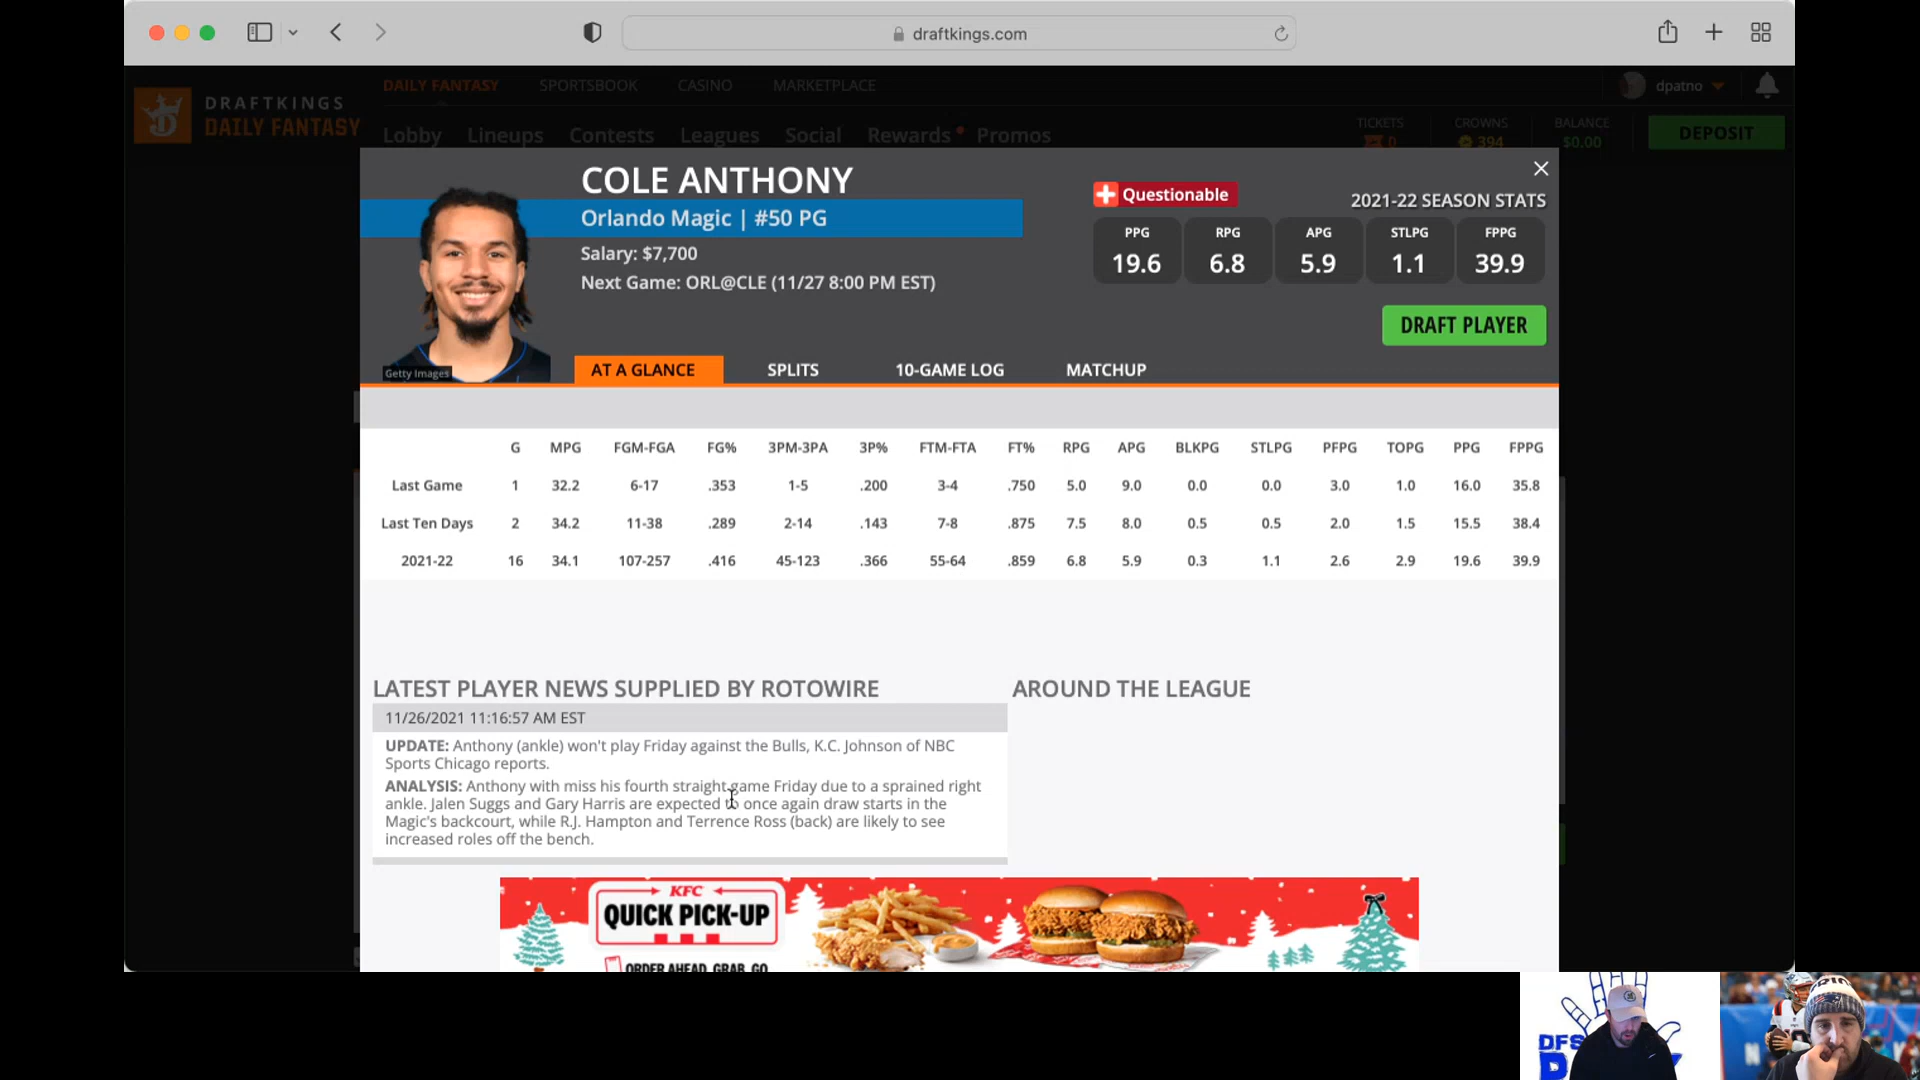 draftkings.com
DAILY FANTASY SPORTSBOOK CASINO MARKETPLACE
dpatno
DRAFTKINGS
DAILY FANTASY
Lobby Lineups Contests Leagues Social Rewards Promos
TICKETS CROWNS BALANCE
0 394 $0.00
DEPOSIT
COLE ANTHONY
Orlando Magic | #50 PG
Salary: $7,700
Next Game: ORL@CLE (11/27 8:00 PM EST)
Getty Images
Questionable
2021-22 SEASON STATS
PPG RPG APG STLPG FPPG
19.6 6.8 5.9 1.1 39.9
DRAFT PLAYER
AT A GLANCE SPLITS 10-GAME LOG MATCHUP
G MPG FGM-FGA FG% 3PM-3PA 3P% FTM-FTA FT% RPG APG BLKPG STLPG PFPG TOPG PPG FPPG
Last Game 1 32.2 6-17 .353 1-5 .200 3-4 .750 5.0 9.0 0.0 0.0 3.0 1.0 16.0 35.8
Last Ten Days 2 34.2 11-38 .289 2-14 .143 7-8 .875 7.5 8.0 0.5 0.5 2.0 1.5 15.5 38.4
2021-22 16 34.1 107-257 .416 45-123 .366 55-64 .859 6.8 5.9 0.3 1.1 2.6 2.9 19.6 39.9
LATEST PLAYER NEWS SUPPLIED BY ROTOWIRE
AROUND THE LEAGUE
11/26/2021 11:16:57 AM EST
UPDATE: Anthony (ankle) won't play Friday against the Bulls, K.C. Johnson of NBC
Sports Chicago reports.
ANALYSIS: Anthony with miss his fourth straight game Friday due to a sprained right
ankle. Jalen Suggs and Gary Harris are expected to once again draw starts in the
Magic's backcourt, while R.J. Hampton and Terrence Ross (back) are likely to see
increased roles off the bench.
KFC
QUICK PICK-UP
ORDER AHEAD. GRAB. GO
DFS